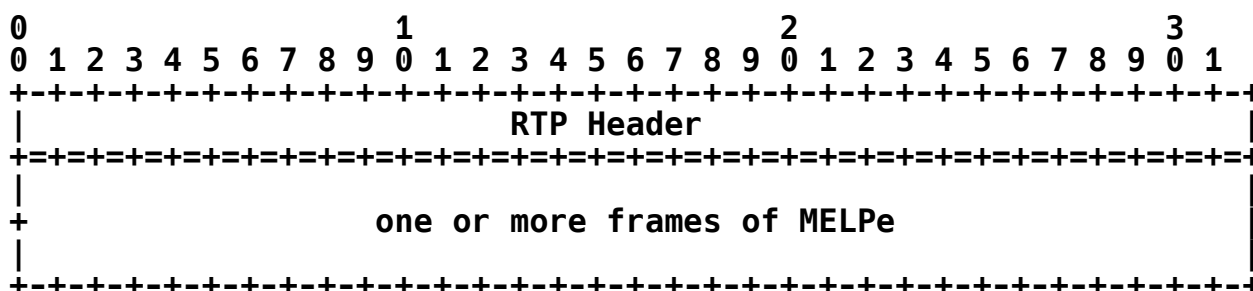 0                   1                   2                   3
0 1 2 3 4 5 6 7 8 9 0 1 2 3 4 5 6 7 8 9 0 1 2 3 4 5 6 7 8 9 0 1
+-+-+-+-+-+-+-+-+-+-+-+-+-+-+-+-+-+-+-+-+-+-+-+-+-+-+-+-+-+-+-+-+
|                         RTP Header                            |
+=+=+=+=+=+=+=+=+=+=+=+=+=+=+=+=+=+=+=+=+=+=+=+=+=+=+=+=+=+=+=+=+
|                                                               |
+                  one or more frames of MELPe                  |
|                                                               |
+-+-+-+-+-+-+-+-+-+-+-+-+-+-+-+-+-+-+-+-+-+-+-+-+-+-+-+-+-+-+-+-+